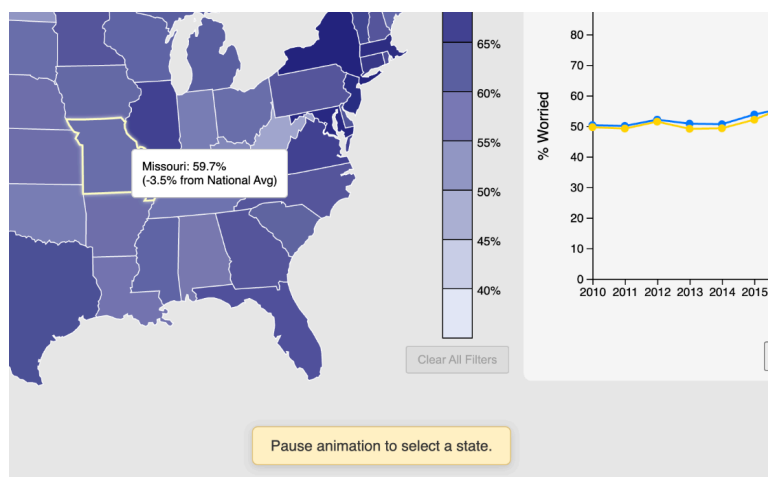 65%
60%
55%
50%
45%
40%
Missouri: 59.7%
(-3.5% from National Avg)
Clear All Filters
% Worried
80
70
60
50
40
30
20
10
0
2010 2011 2012 2013 2014 2015
Pause animation to select a state.